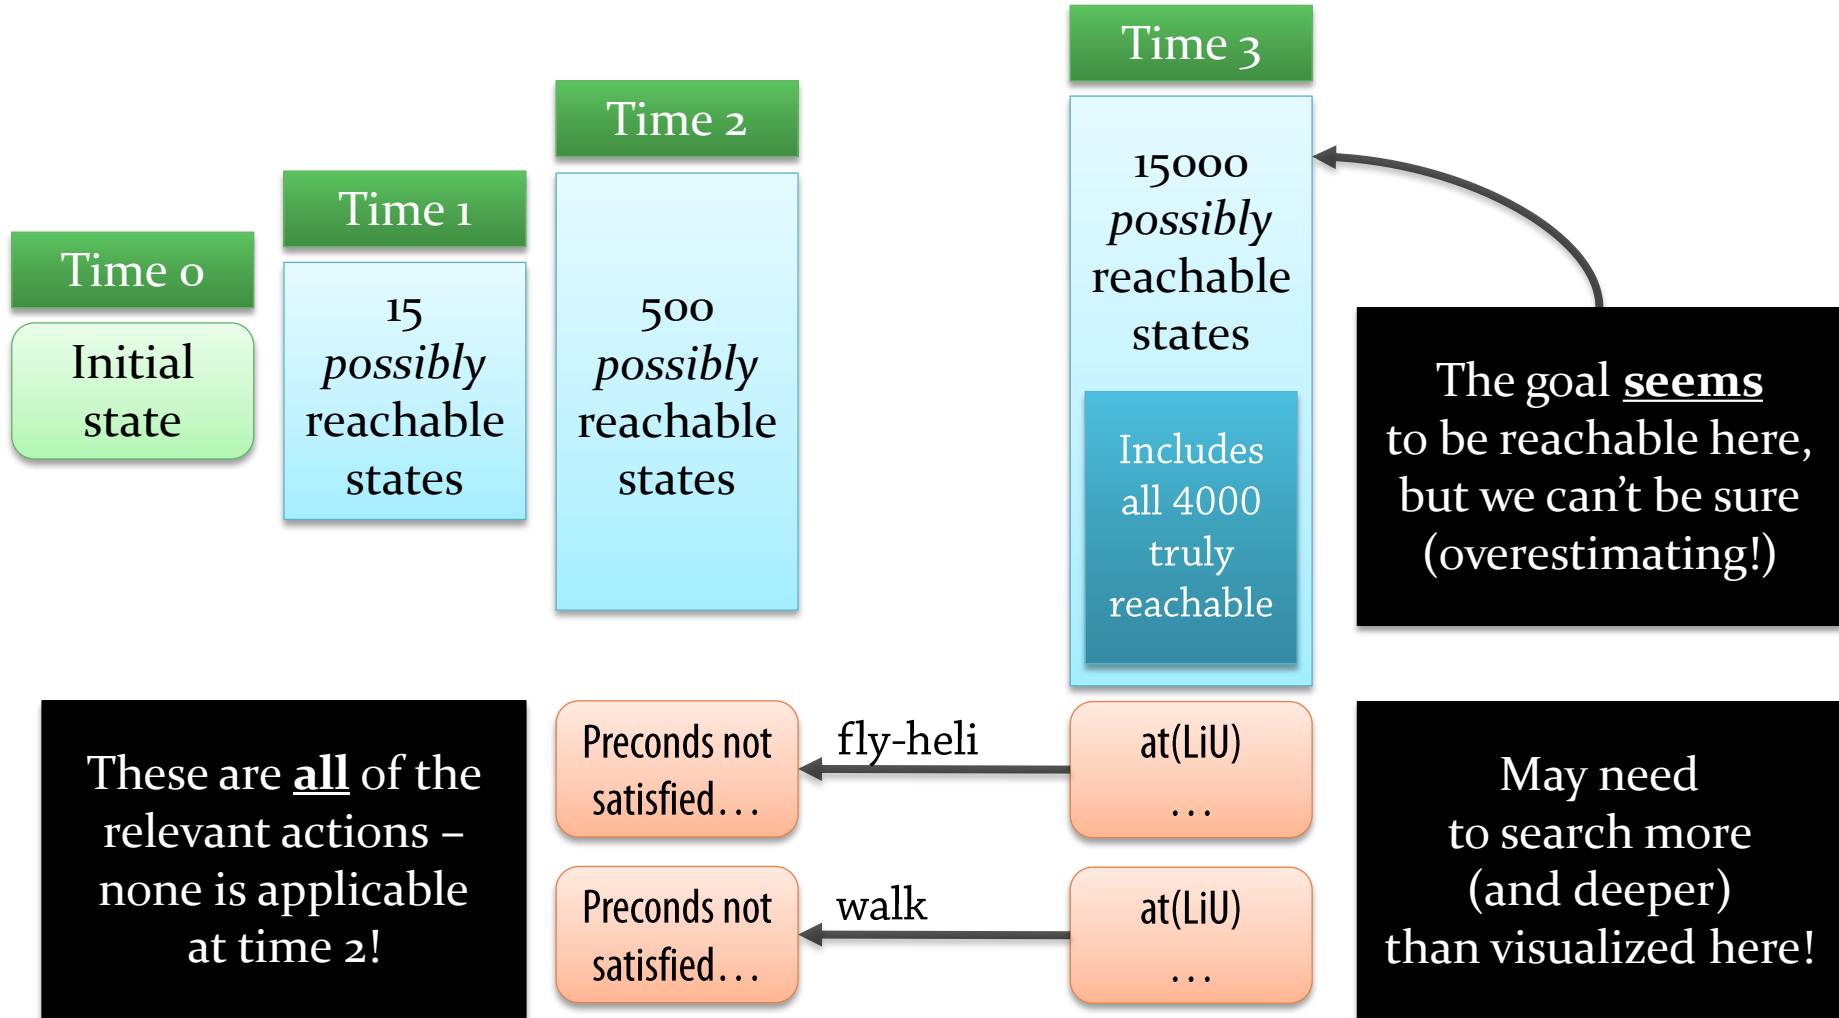 Time 0
Initial
state
Time 1
15
possibly
reachable
states
Time 2
500
possibly
reachable
states
Time 3
15000
possibly
reachable
states
Includes
all 4000
truly
reachable
The goal seems
to be reachable here,
but we can't be sure
(overestimating!)
These are all of the
relevant actions –
none is applicable
at time 2!
Preconds not
satisfied…
fly-heli
at(LiU)
…
Preconds not
satisfied…
walk
at(LiU)
…
May need
to search more
(and deeper)
than visualized here!